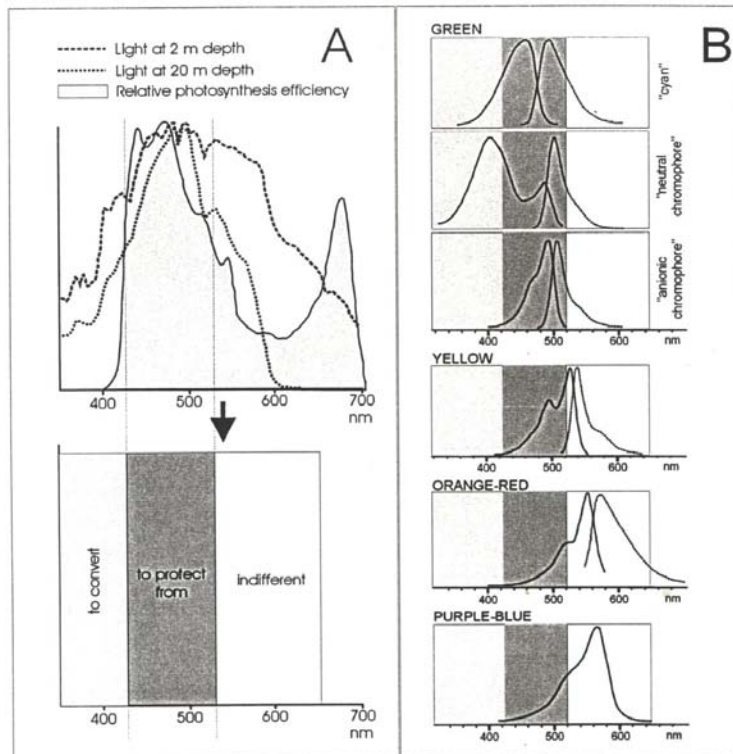 A
Light at 2 m depth
Light at 20 m depth
Relative photosynthesis efficiency
400 500 600 700
nm
to convert
to protect
from
indifferent
400 500 600 700
nm
B
GREEN
"cyan"
"neutral
chromophore"
"anionic
chromophore"
400 500 600 nm
YELLOW
400 500 600 nm
ORANGE-RED
400 500 600 nm
PURPLE-BLUE
400 500 600 nm